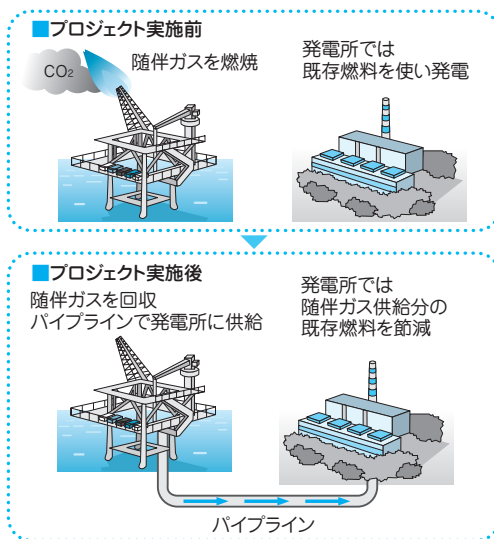 ■プロジェクト実施前
CO₂
随伴ガスを燃焼
発電所では
既存燃料を使い発電
■プロジェクト実施後
随伴ガスを回収
パイプラインで発電所に供給
発電所では
随伴ガス供給分の
既存燃料を節減
パイプライン